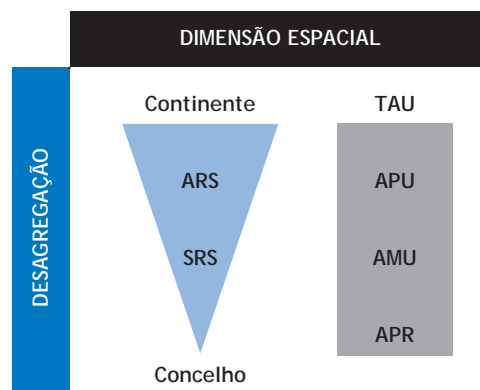 DIMENSÃO ESPACIAL
DESAGREGAÇÃO
Continente
TAU
ARS
APU
SRS
AMU
APR
Concelho